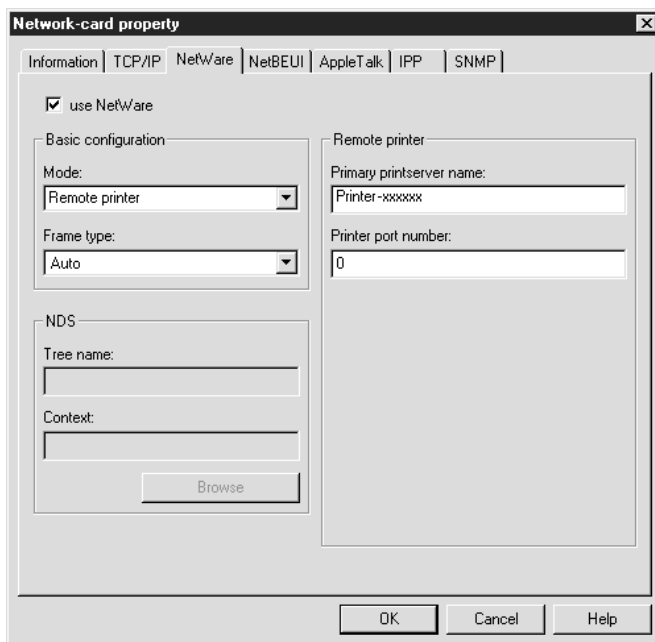 Network-card property
Information TCP/IP NetWare NetBEUI AppleTalk IPP SNMP
use NetWare
Basic configuration
Mode:
Remote printer
Frame type:
Auto
NDS
Tree name:
Context:
Browse
Remote printer
Primary printserver name:
Printer-xxxxxx
Printer port number:
0
OK Cancel Help